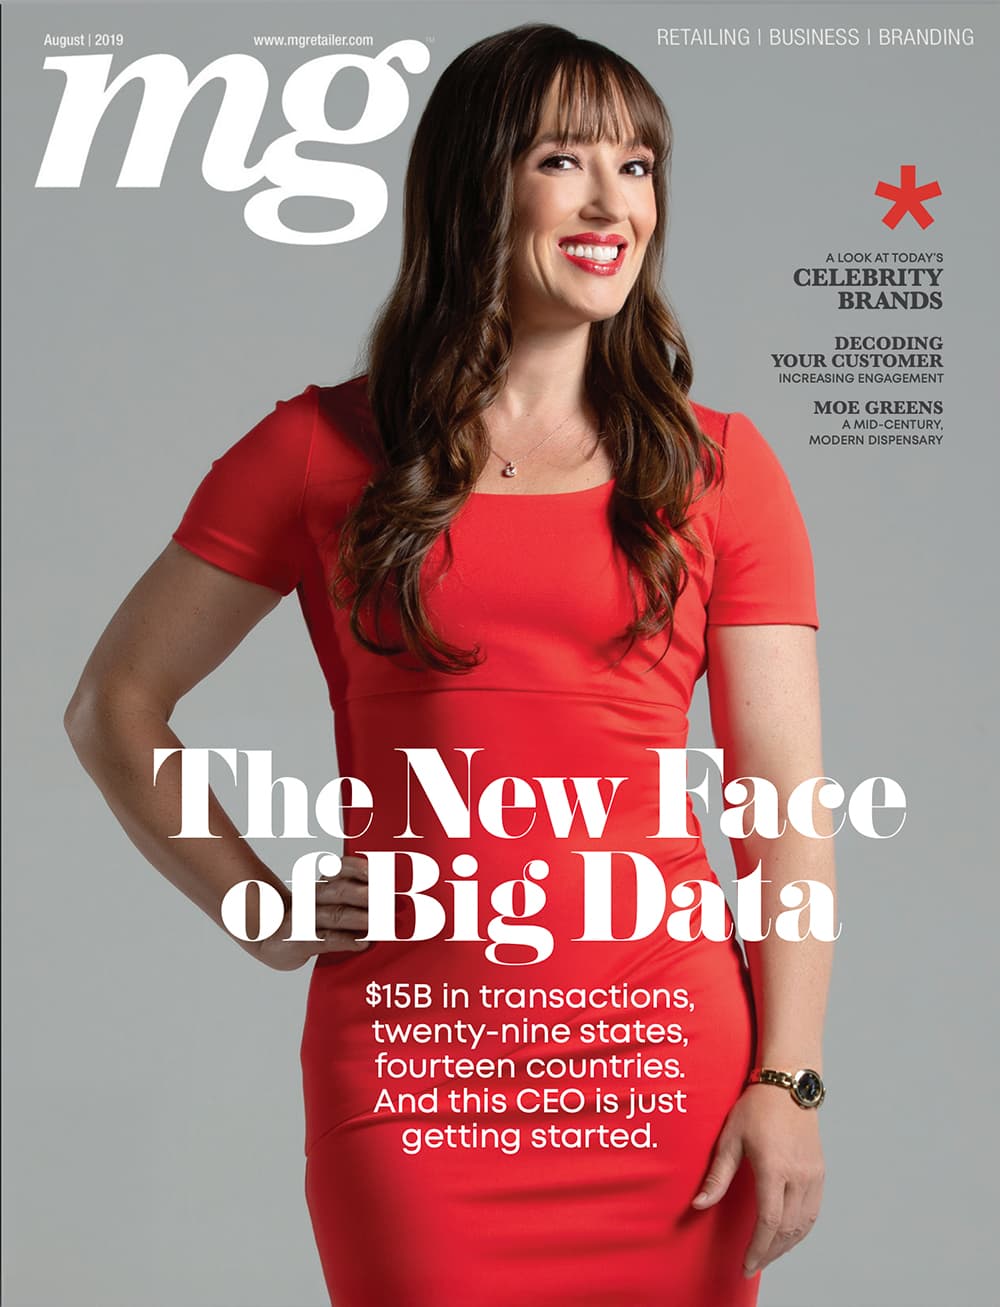 August | 2019
www.mgretailer.com
RETAILING | BUSINESS | BRANDING
mg™
*
A LOOK AT TODAY'S
CELEBRITY
BRANDS
DECODING
YOUR CUSTOMER
INCREASING ENGAGEMENT
MOE GREENS
A MID-CENTURY,
MODERN DISPENSARY
The New Face
of Big Data
$15B in transactions,
twenty-nine states,
fourteen countries.
And this CEO is just
getting started.